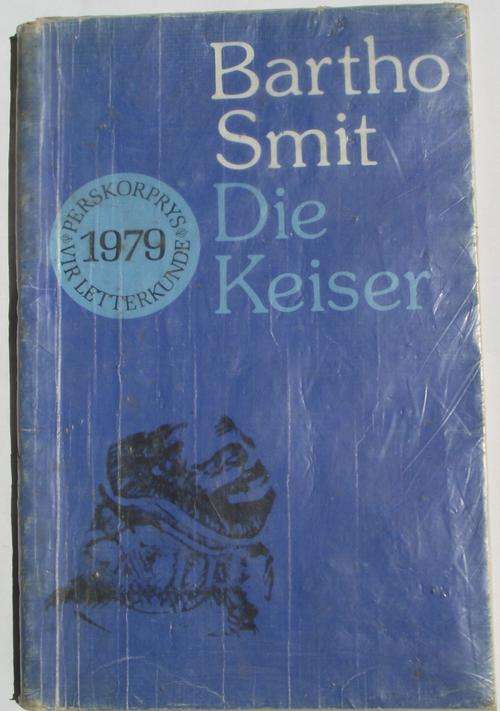 Bartho
Smit
Die
Keiser
PERSKORPRYS
1979
VIR LETTERKUNDE